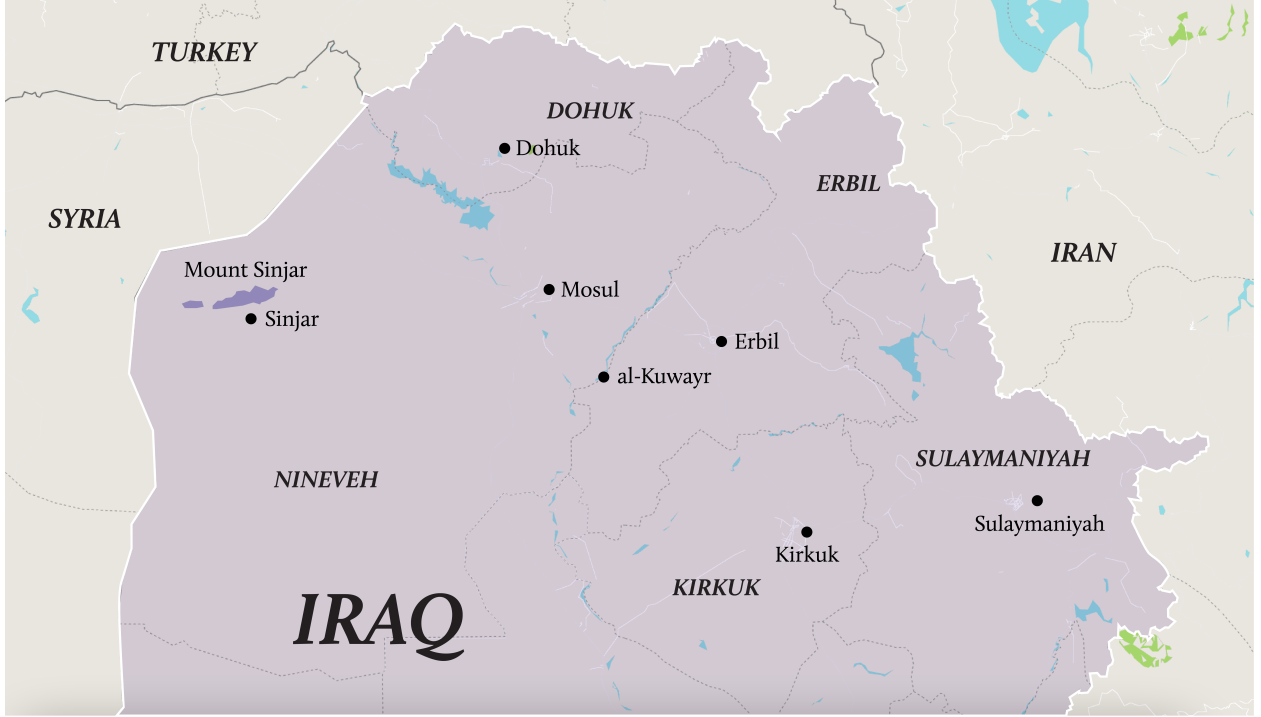 TURKEY
DOHUK
Dohuk
ERBIL
SYRIA
IRAN
Mount Sinjar
Mosul
Sinjar
Erbil
al-Kuwayr
SULAYMANIYAH
NINEVEH
Sulaymaniyah
Kirkuk
KIRKUK
IRAQ